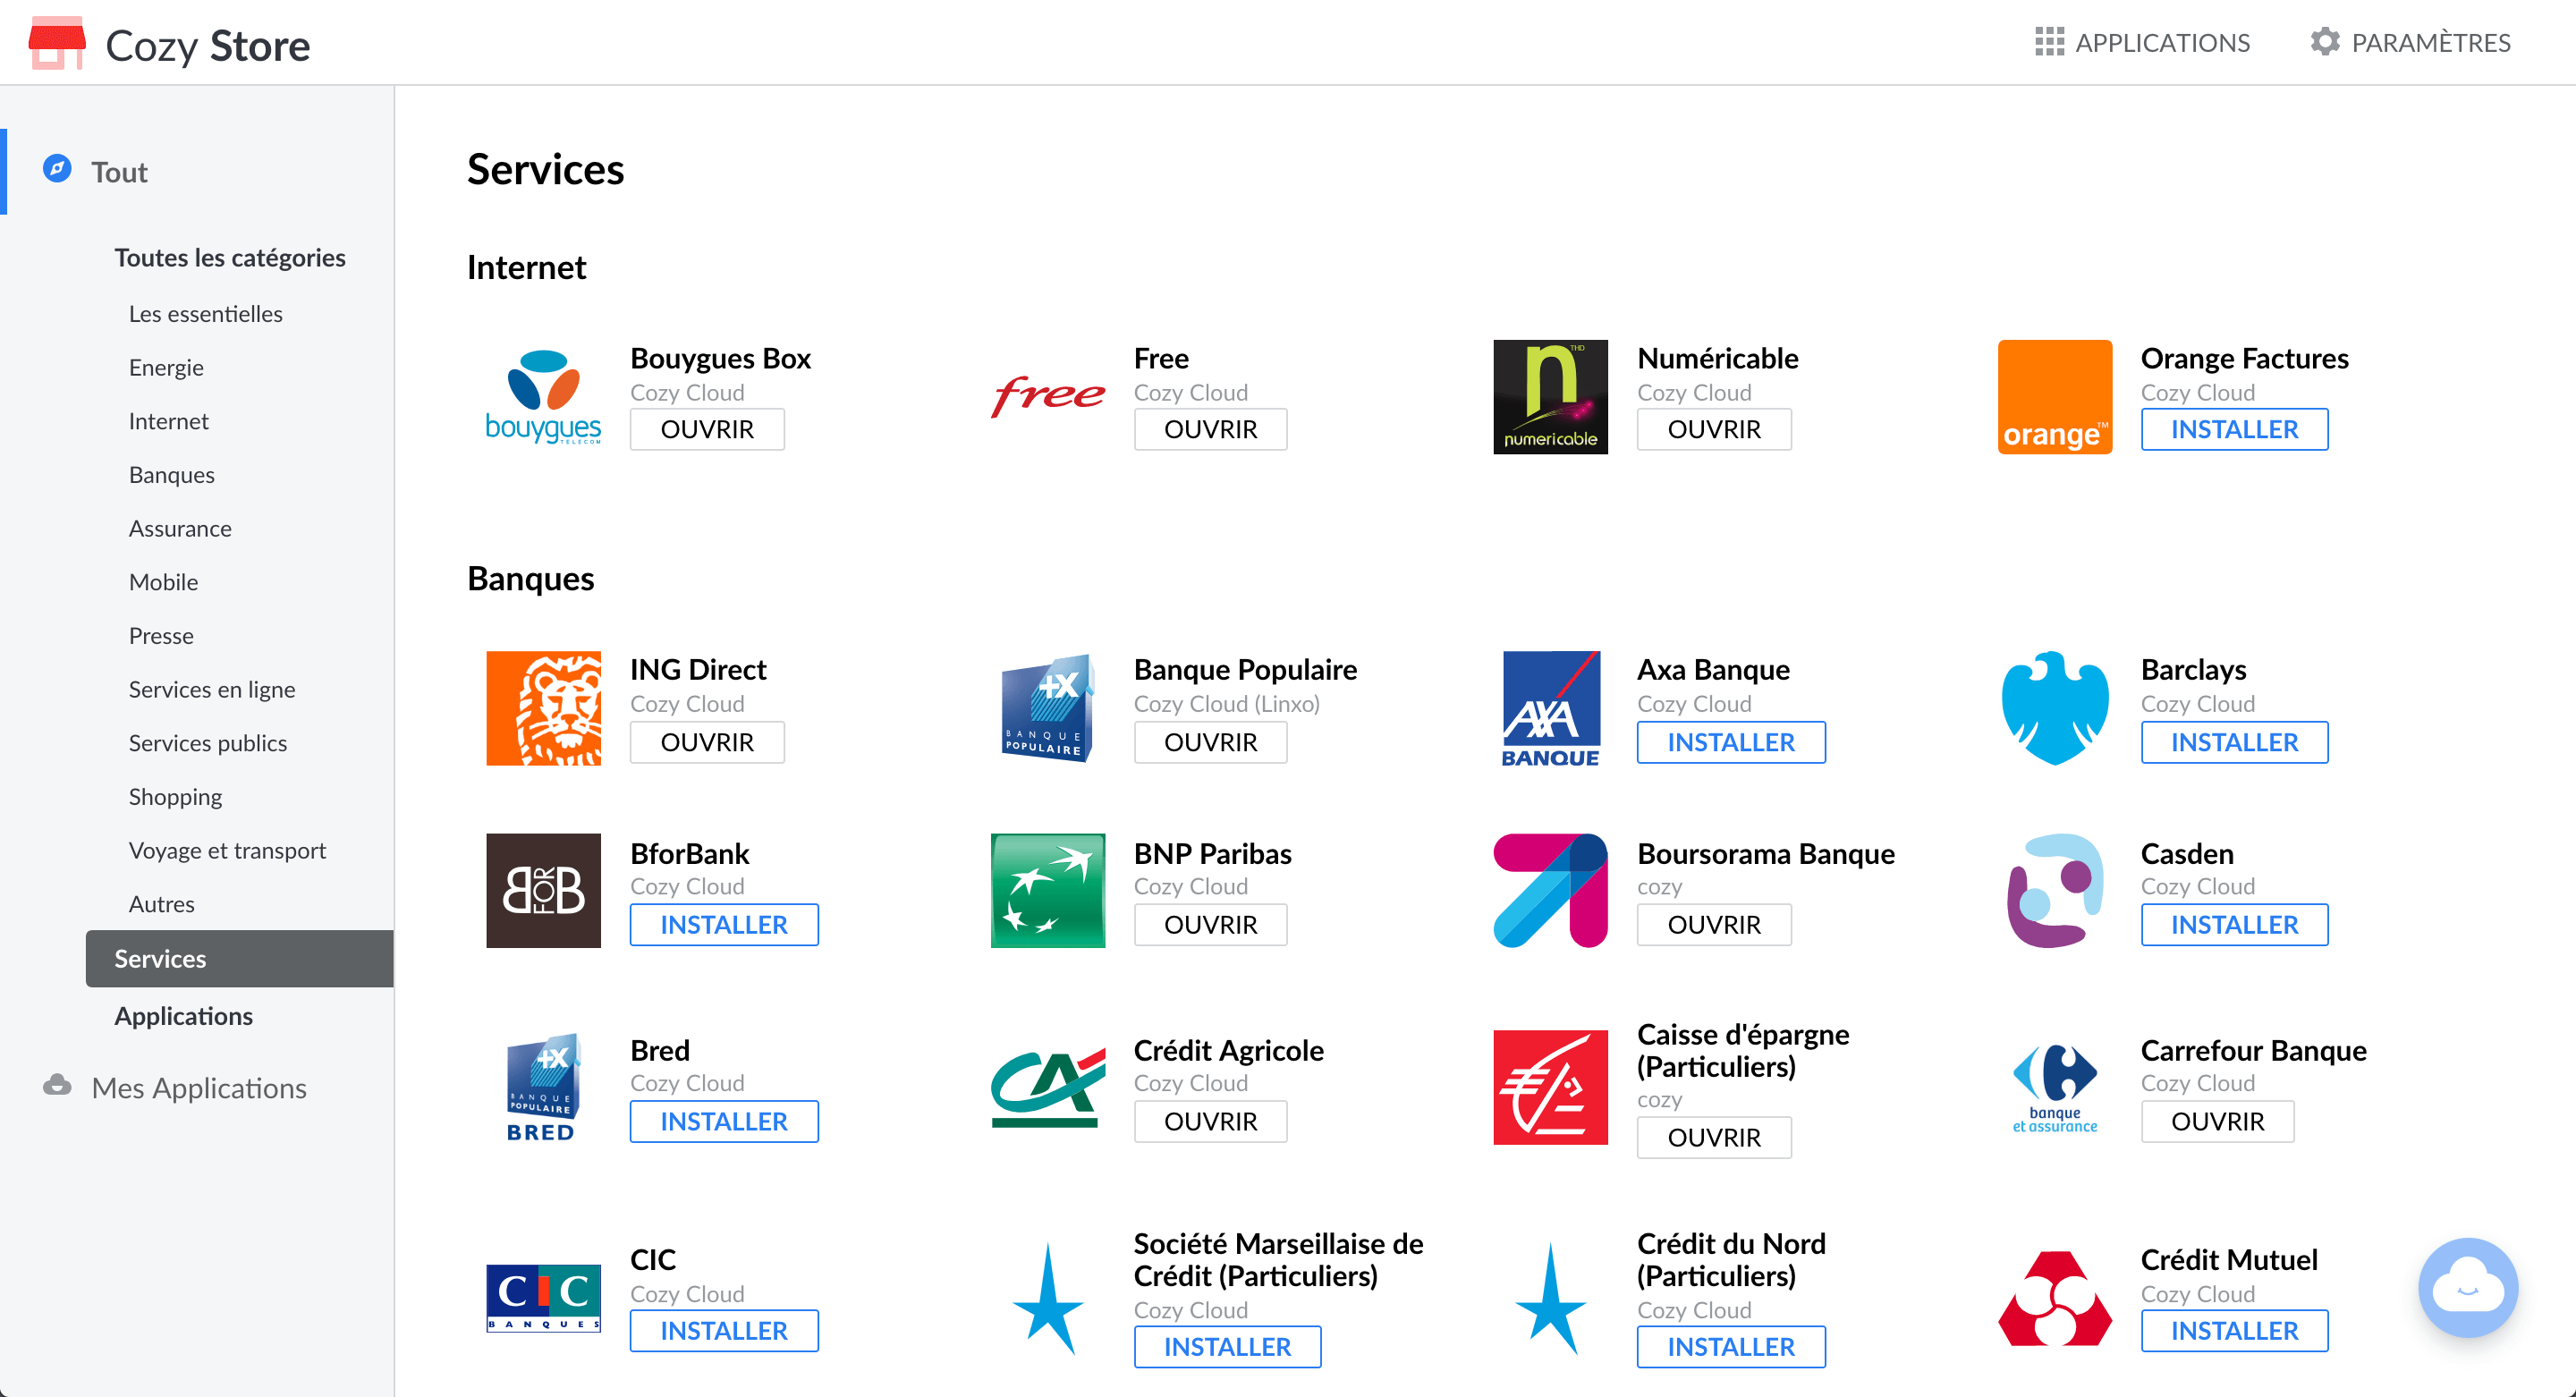 Cozy Store
APPLICATIONS
PARAMÈTRES
Tout
Toutes les catégories
Les essentielles
Energie
Internet
Banques
Assurance
Mobile
Presse
Services en ligne
Services publics
Shopping
Voyage et transport
Autres
Services
Applications
Mes Applications
Services
Internet
bouygues
TELECOM
Bouygues Box
Cozy Cloud
OUVRIR
free
Free
Cozy Cloud
OUVRIR
n THD
numericable
Numéricable
Cozy Cloud
OUVRIR
orange™
Orange Factures
Cozy Cloud
INSTALLER
Banques
ING Direct
Cozy Cloud
OUVRIR
+X
BANQUE
POPULAIRE
Banque Populaire
Cozy Cloud (Linxo)
OUVRIR
AXA
BANQUE
Axa Banque
Cozy Cloud
INSTALLER
Barclays
Cozy Cloud
INSTALLER
B FOR B
BforBank
Cozy Cloud
INSTALLER
BNP Paribas
Cozy Cloud
OUVRIR
Boursorama Banque
cozy
OUVRIR
Casden
Cozy Cloud
INSTALLER
+X
BANQUE
POPULAIRE
BRED
Bred
Cozy Cloud
INSTALLER
CA
Crédit Agricole
Cozy Cloud
OUVRIR
Caisse d'épargne
(Particuliers)
cozy
OUVRIR
banque
et assurance
Carrefour Banque
Cozy Cloud
OUVRIR
CIC
BANQUES
CIC
Cozy Cloud
INSTALLER
Société Marseillaise de
Crédit (Particuliers)
Cozy Cloud
INSTALLER
Crédit du Nord
(Particuliers)
Cozy Cloud
INSTALLER
Crédit Mutuel
Cozy Cloud
INSTALLER